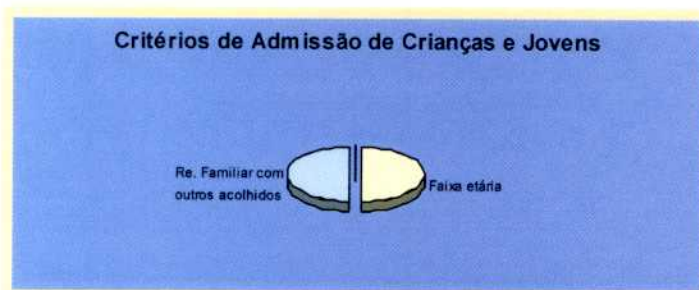 Critérios de Admissão de Crianças e Jovens
Re. Familiar com
outros acolhidos
Faixa etária